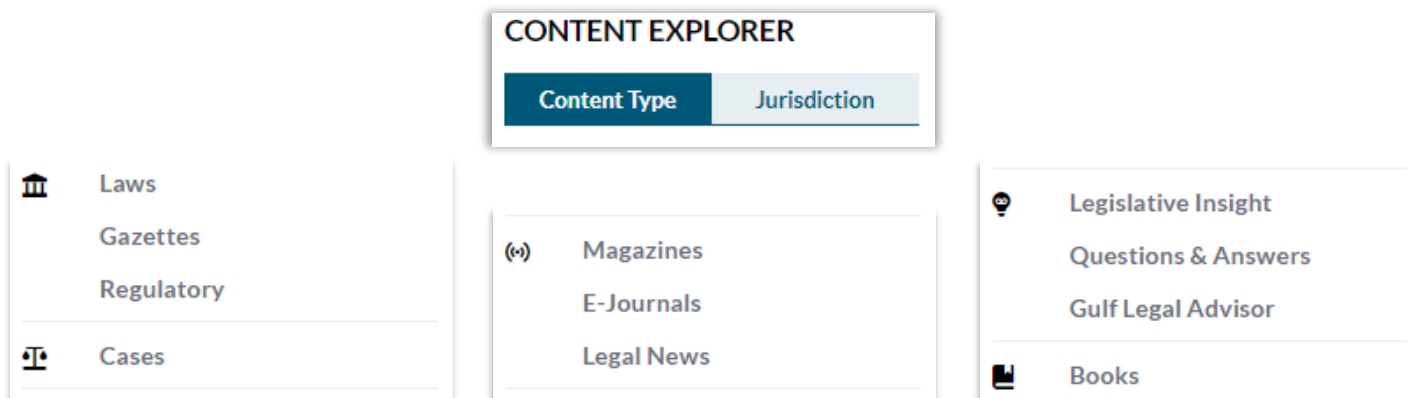 CONTENT EXPLORER
Content Type
Jurisdiction
Laws
Gazettes
Regulatory
Cases
Magazines
E-Journals
Legal News
Legislative Insight
Questions & Answers
Gulf Legal Advisor
Books